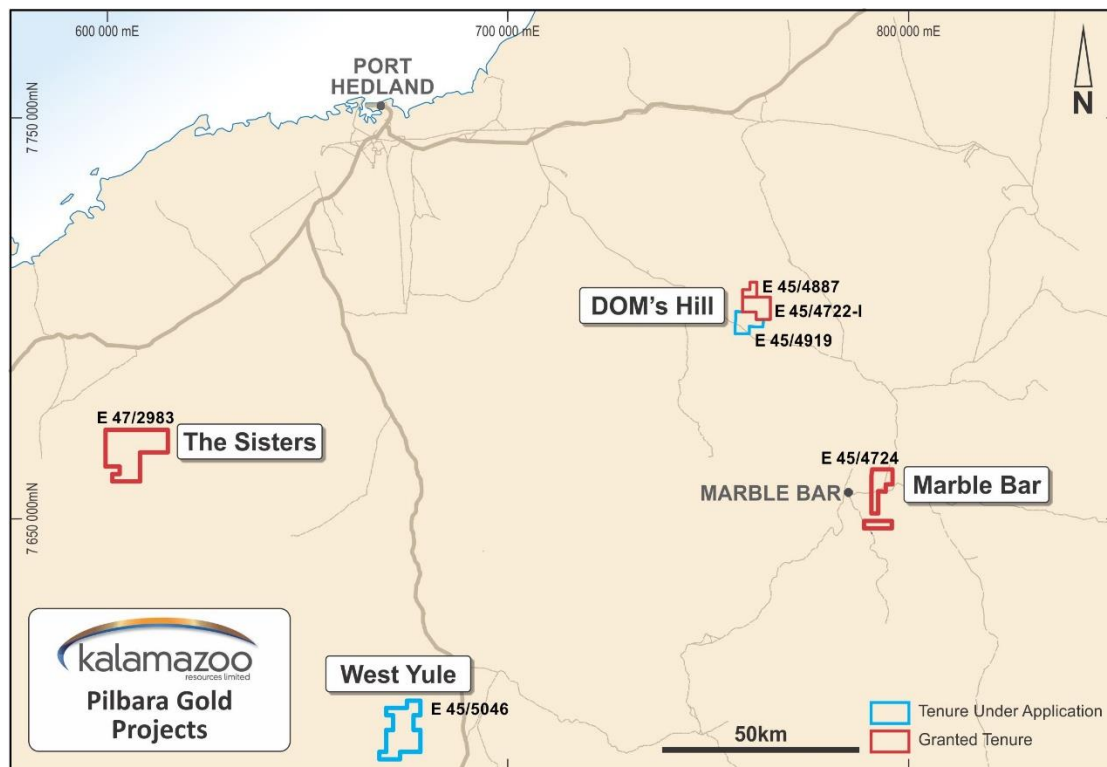 600 000 mE
700 000 mE
800 000 mE
PORT
HEDLAND
N
7 750 000mN
E 45/4887
DOM's Hill
E 45/4722-I
E 45/4919
E 47/2983
The Sisters
E 45/4724
MARBLE BAR
Marble Bar
7 650 000mN
kalamazoo
resources limited
Pilbara Gold
Projects
West Yule
E 45/5046
50km
Tenure Under Application
Granted Tenure